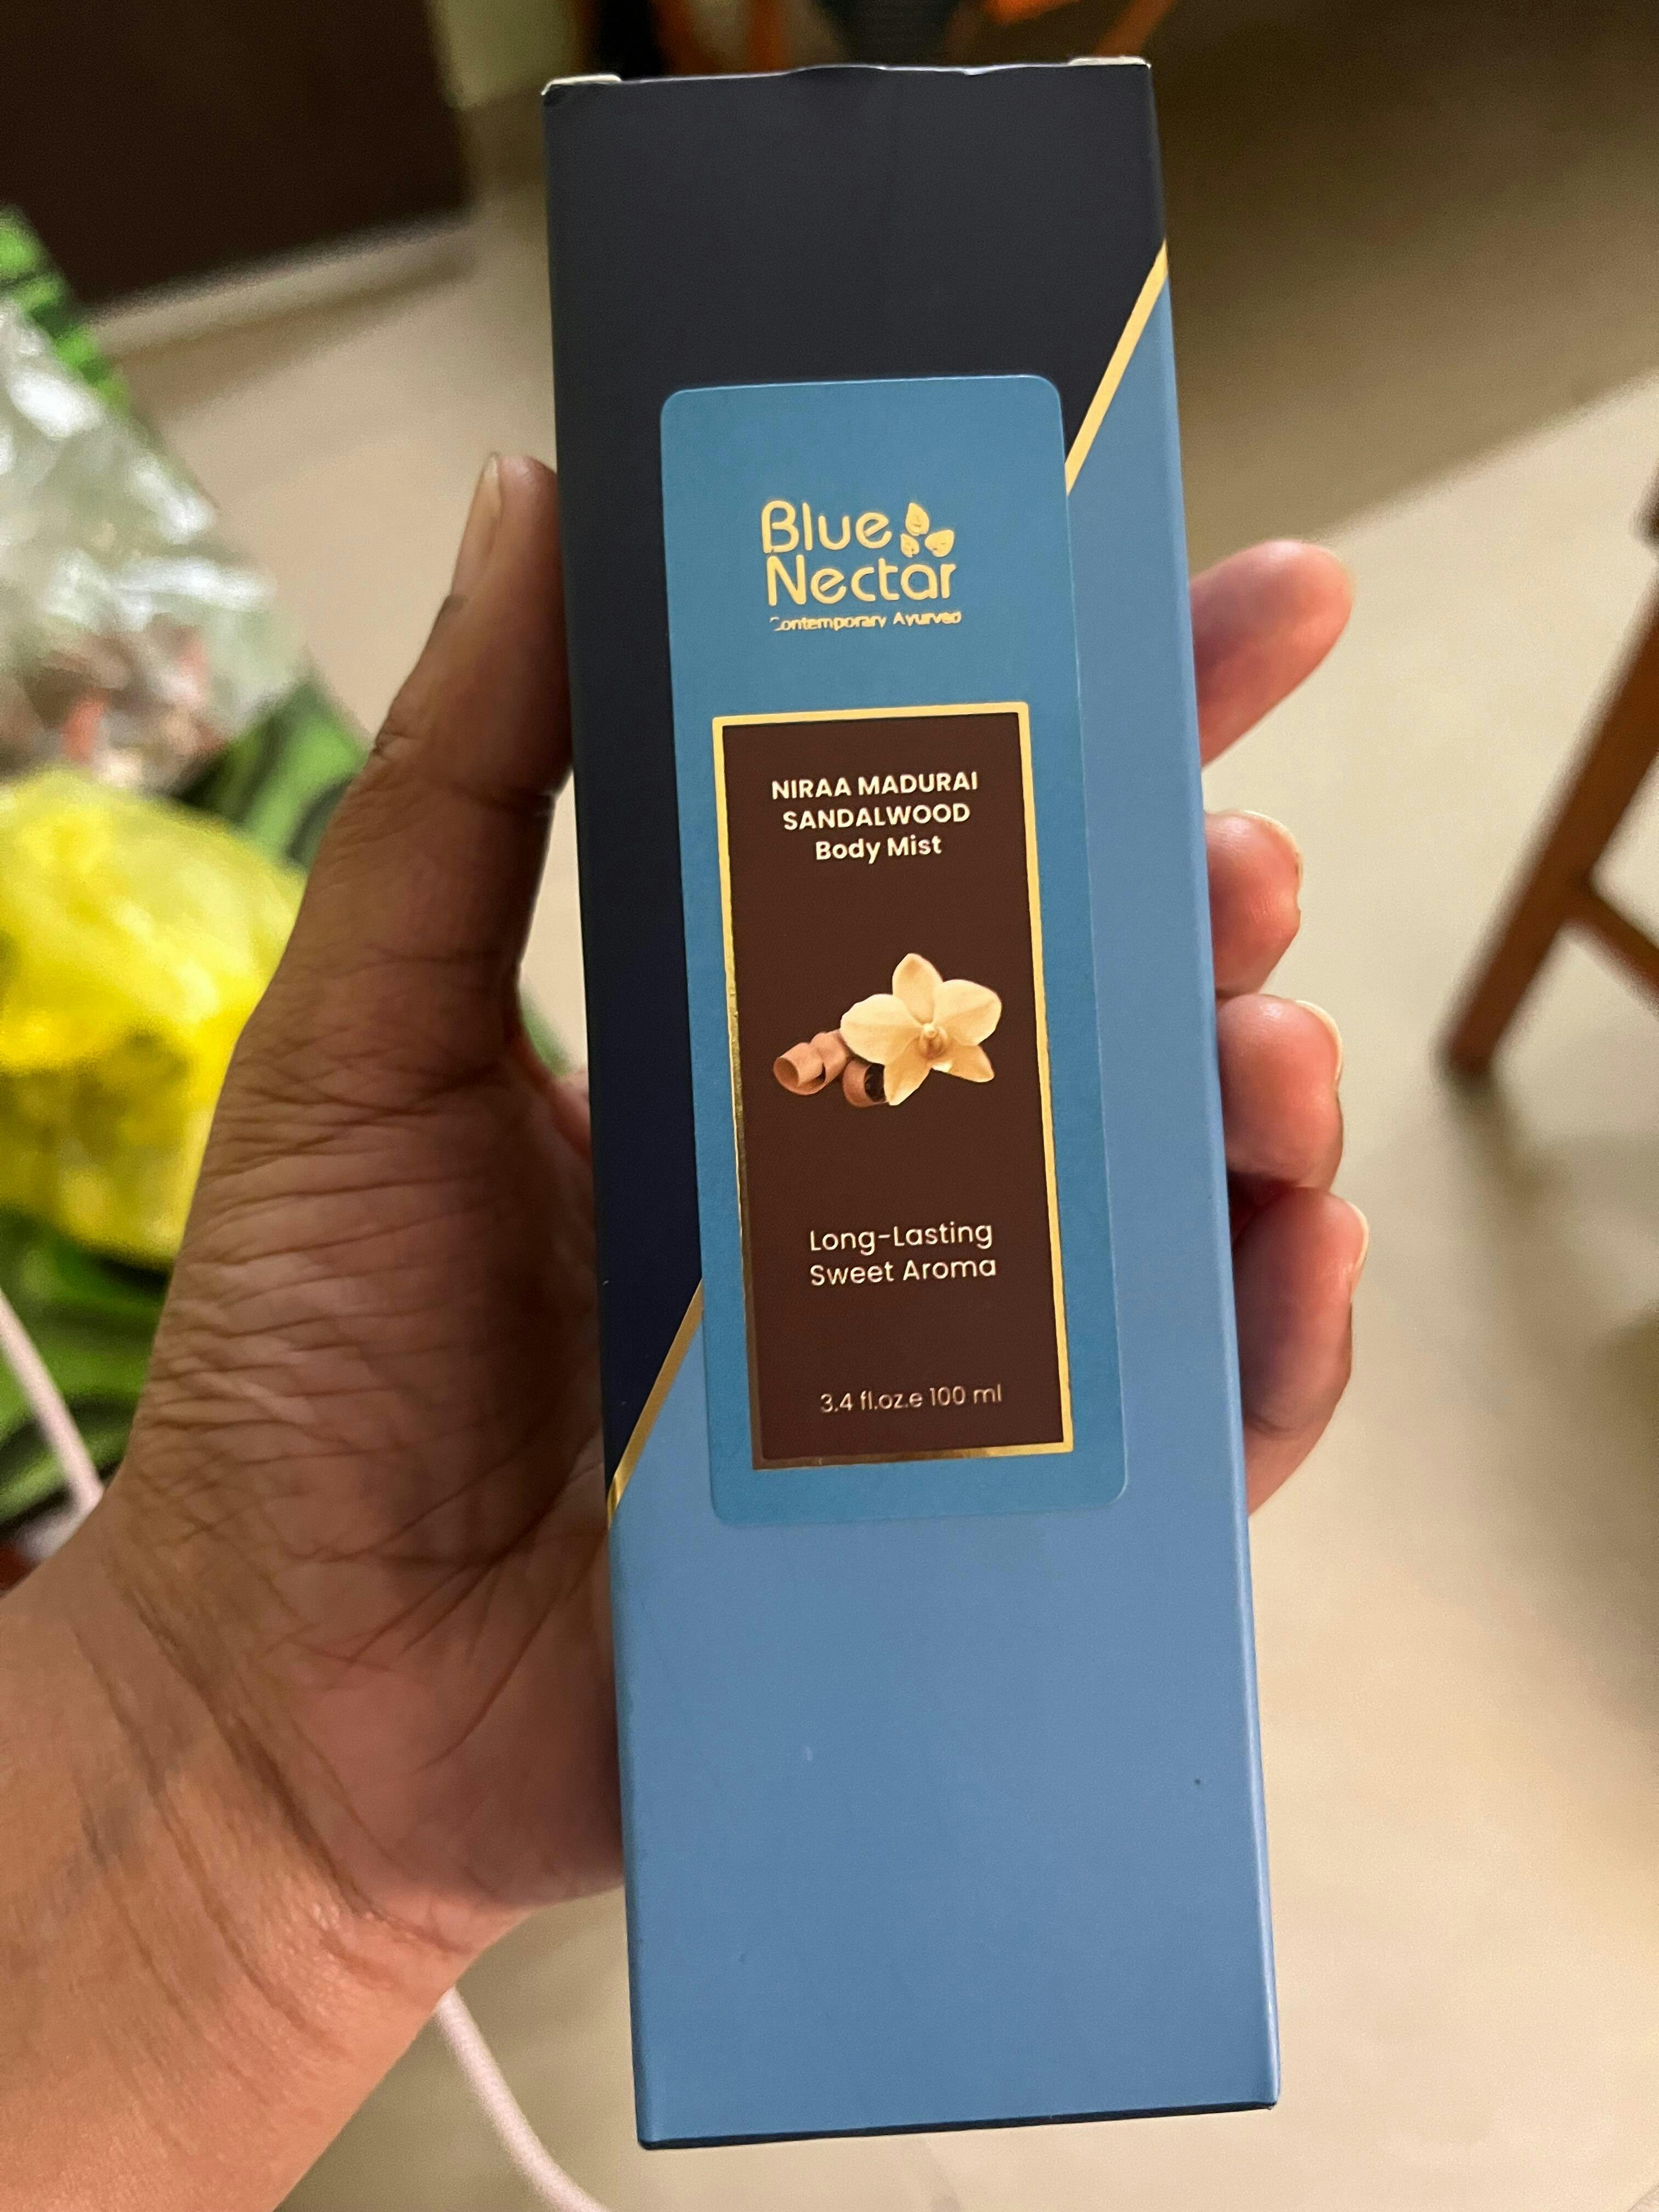 Blue
Nectar
Contemporary Ayurved
NIRAA MADURAI
SANDALWOOD
Body Mist
Long-Lasting
Sweet Aroma
3.4 fl.oz.e 100 ml